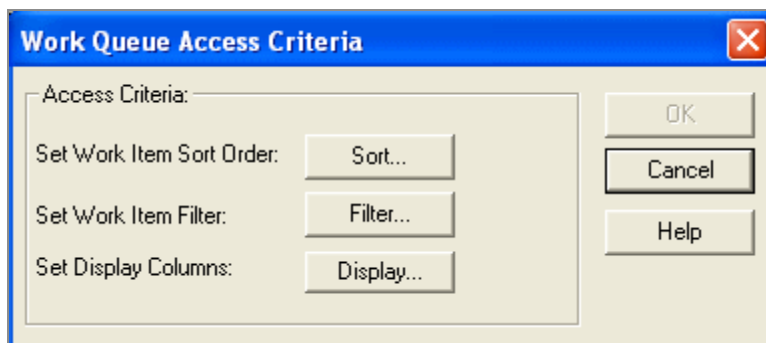 Work Queue Access Criteria
Access Criteria:
OK
Set Work Item Sort Order: Sort...
Cancel
Set Work Item Filter: Filter...
Help
Set Display Columns: Display...